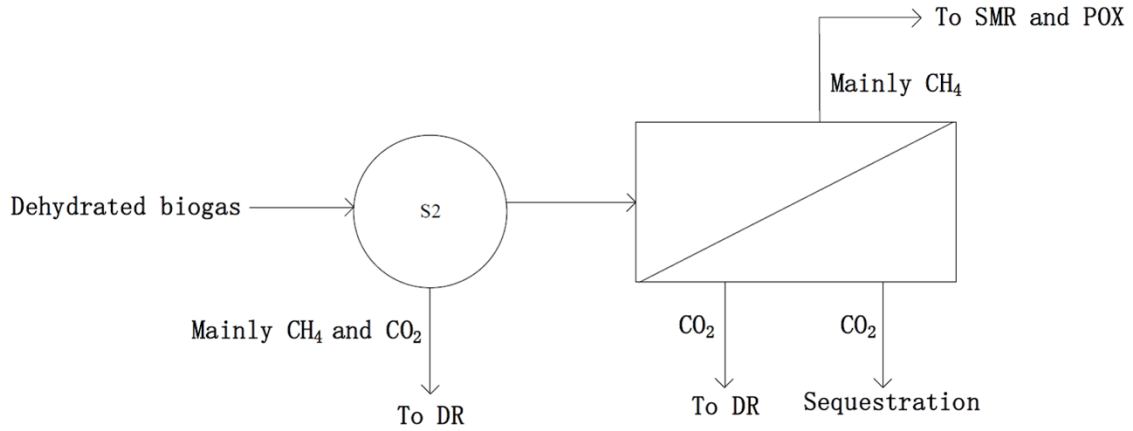 To SMR and POX
Mainly CH₄
Dehydrated biogas
S2
Mainly CH₄ and CO₂
CO₂
CO₂
To DR
To DR
Sequestration